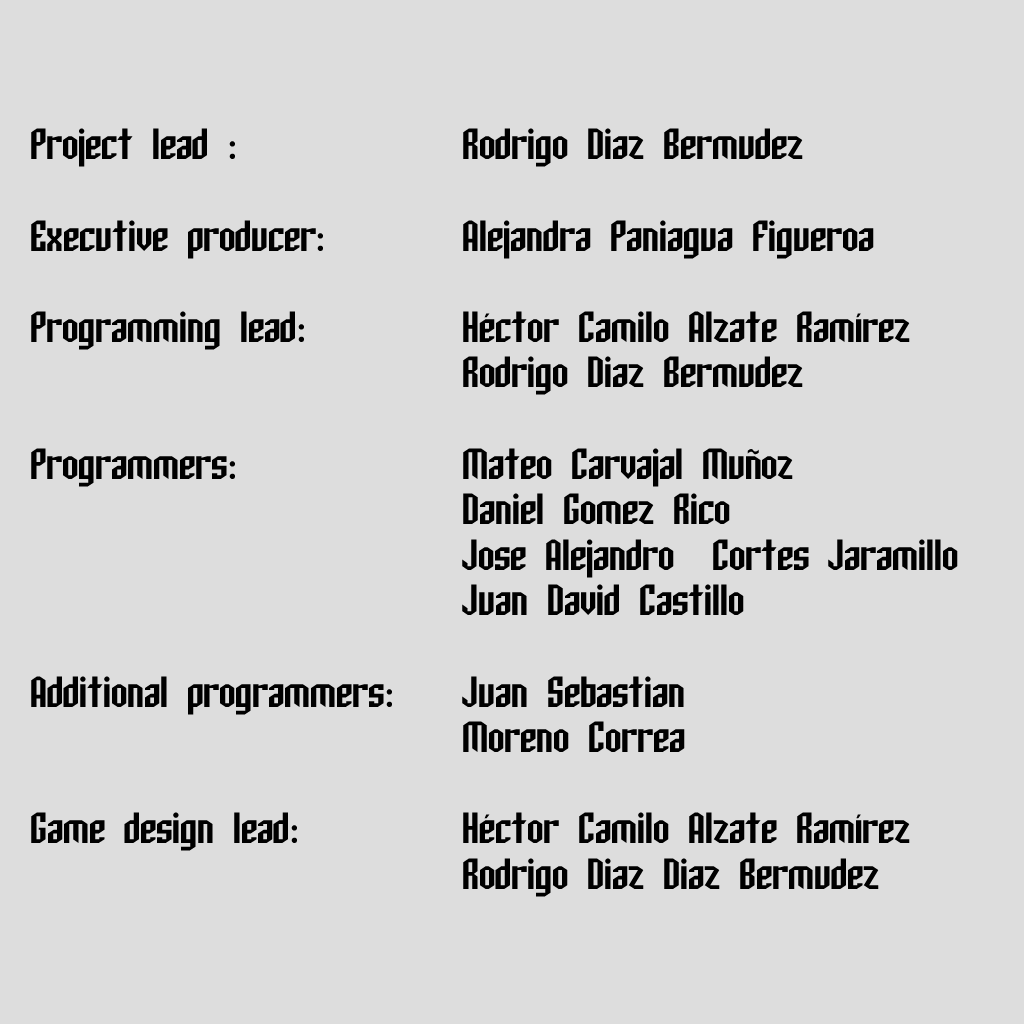 Project lead : Rodrigo Diaz Bermudez
Executive producer: Alejandra Paniagua Figueroa
Programming lead: Héctor Camilo Alzate Ramírez
Rodrigo Diaz Bermudez
Programmers: Mateo Carvajal Muñoz
Daniel Gomez Rico
Jose Alejandro  Cortes Jaramillo
Juan David Castillo
Additional programmers: Juan Sebastian
Moreno Correa
Game design lead: Héctor Camilo Alzate Ramírez
Rodrigo Diaz Diaz Bermudez